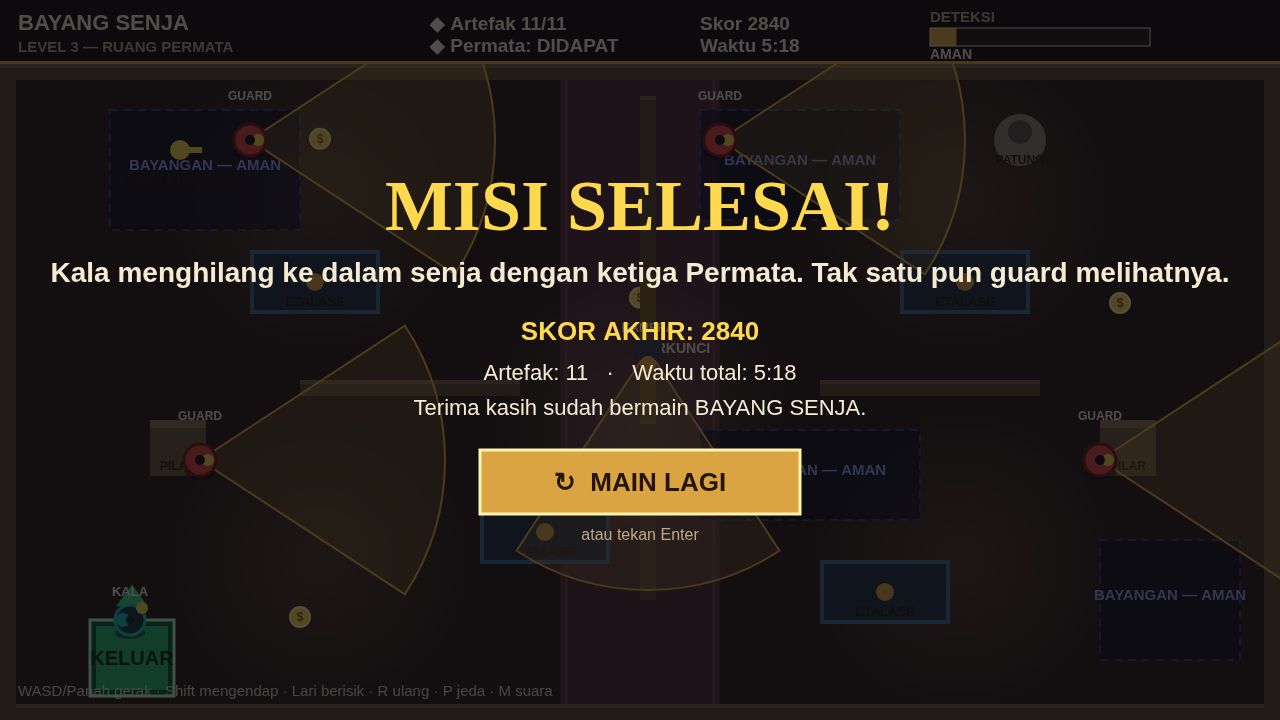 BAYANG SENJA
LEVEL 3 — RUANG PERMATA
◆ Artefak 11/11
◆ Permata: DIDAPAT
Skor 2840
Waktu 5:18
DETEKSI
AMAN
GUARD
GUARD
$
BAYANGAN — AMAN
BAYANGAN — AMAN
PATUNG
MISI SELESAI!
Kala menghilang ke dalam senja dengan ketiga Permata. Tak satu pun guard melihatnya.
ETALASE
ETALASE
$
$
SKOR AKHIR: 2840
Artefak: 11 · Waktu total: 5:18
Terima kasih sudah bermain BAYANG SENJA.
GUARD
GUARD
↻ MAIN LAGI
atau tekan Enter
KALA
BAYANGAN — AMAN
ETALASE
$
KELUAR
WASD/Panah gerak · Shift mengendap · Lari berisik · R ulang · P jeda · M suara